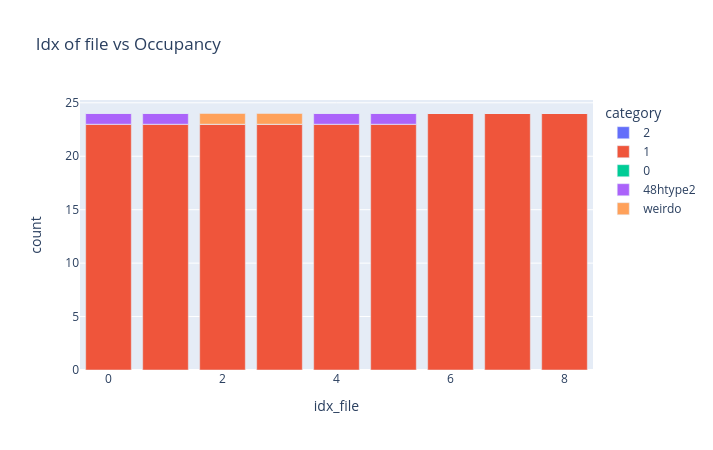 Idx of file vs Occupancy
25
20
15
10
5
0
count
0
2
4
6
8
idx_file
category
2
1
0
48htype2
weirdo